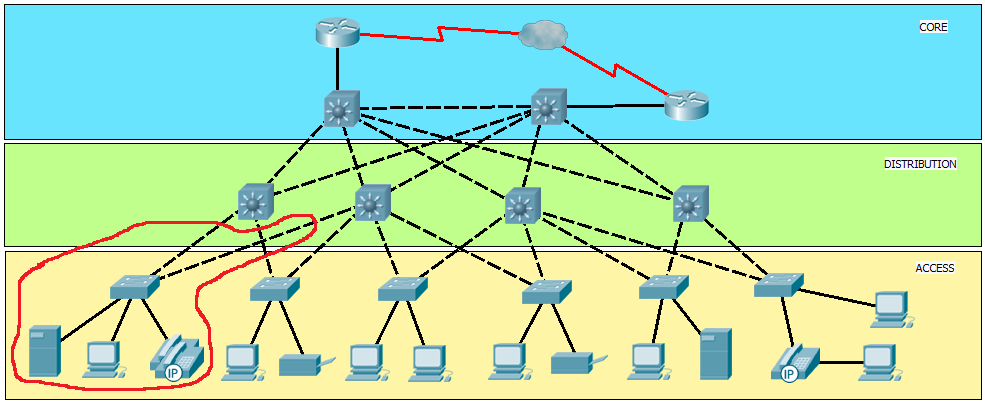 CORE
DISTRIBUTION
ACCESS
IP
IP